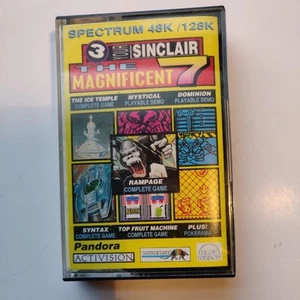 SPECTRUM 48K/128K
3 SINCLAIR
THE
MAGNIFICENT 7
THE ICE TEMPLE MYSTICAL DOMINION
COMPLETE GAME PLAYABLE DEMO PLAYABLE DEMO
RAMPAGE
COMPLETE GAME
SYNTAX TOP FRUIT MACHINE PLUS!
COMPLETE GAME COMPLETE GAME POKERAMA
Pandora
ACTIVISION